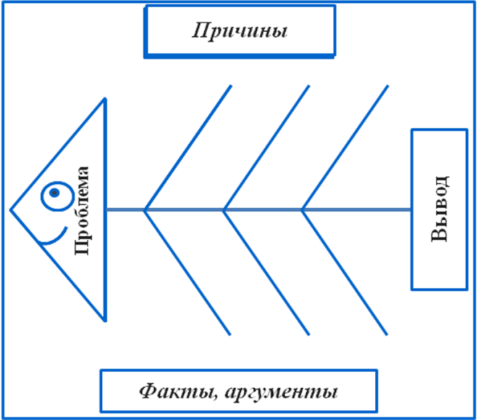 Причины
Проблема
Вывод
Факты, аргументы